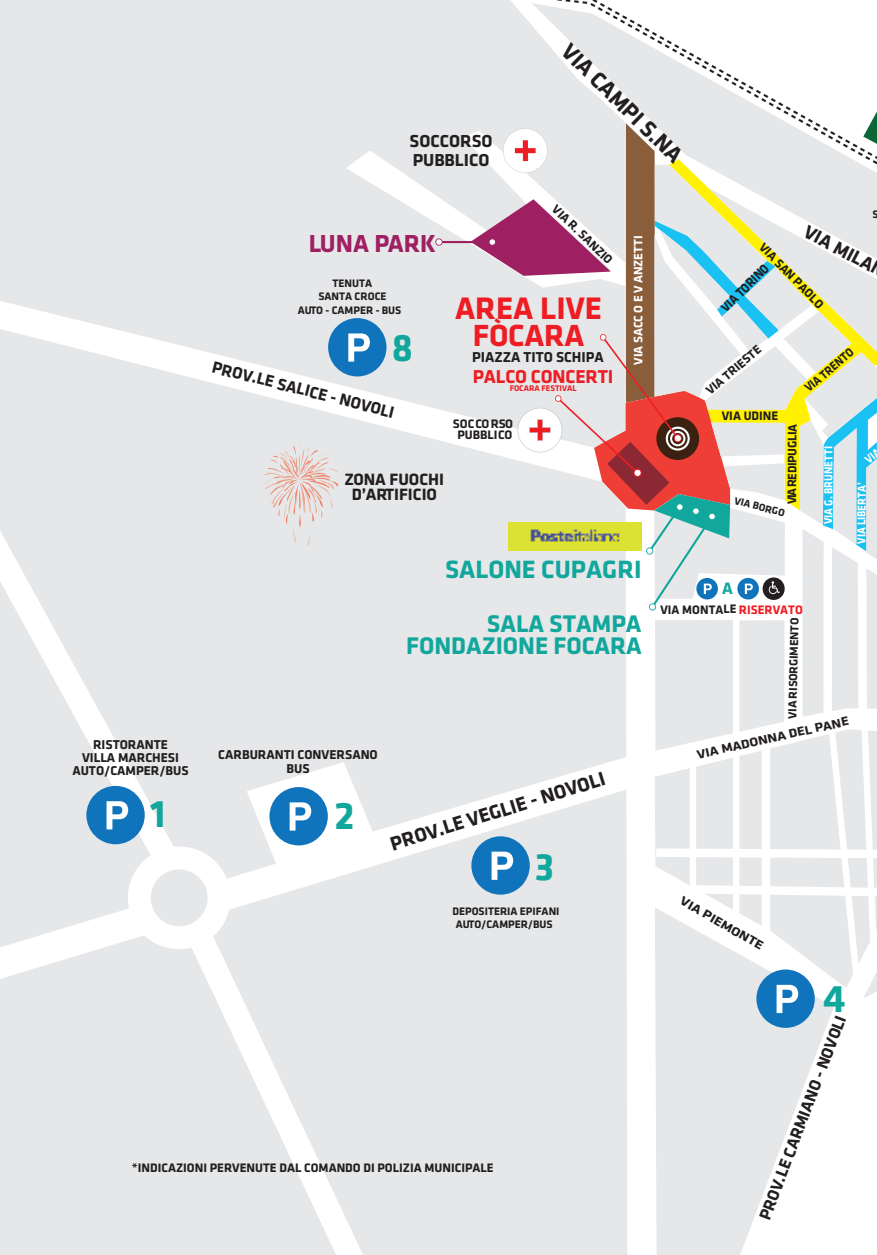 VIA CAMPI S.NA
SOCCORSO
PUBBLICO
VIA R. SANZIO
LUNA PARK
VIA SACCO E VANZETTI
VIA SAN PAOLO
VIA TORINO
TENUTA
SANTA CROCE
AUTO - CAMPER - BUS
P 8
AREA LIVE
FÒCARA
PIAZZA TITO SCHIPA
PALCO CONCERTI
FOCARA FESTIVAL
VIA TRIESTE
VIA TRENTO
PROV.LE SALICE - NOVOLI
SOCCORSO
PUBBLICO
VIA UDINE
VIA REDIPUGLIA
VIA G. BRUNETTI
VIA LIBERTA'
ZONA FUOCHI
D'ARTIFICIO
VIA BORGO
Posteitaliane
SALONE CUPAGRI
P A P
VIA MONTALE RISERVATO
SALA STAMPA
FONDAZIONE FOCARA
VIA RISORGIMENTO
VIA MADONNA DEL PANE
RISTORANTE
VILLA MARCHESI
AUTO/CAMPER/BUS
P 1
CARBURANTI CONVERSANO
BUS
P 2
PROV.LE VEGLIE - NOVOLI
P 3
DEPOSITERIA EPIFANI
AUTO/CAMPER/BUS
VIA PIEMONTE
P 4
PROV.LE CARMIANO - NOVOLI
*INDICAZIONI PERVENUTE DAL COMANDO DI POLIZIA MUNICIPALE